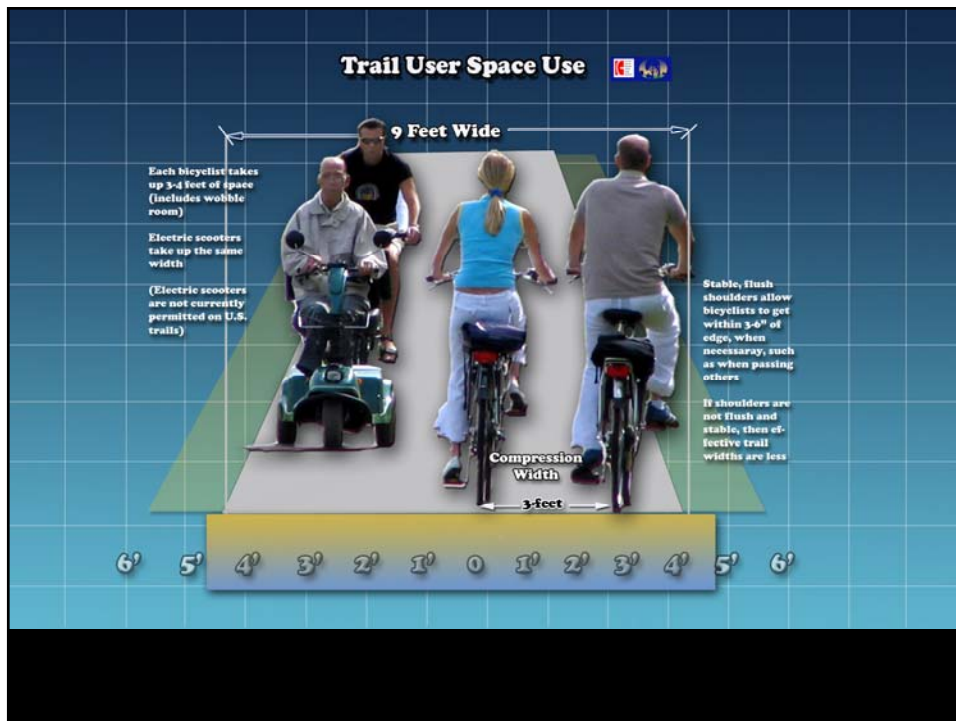 Trail User Space Use
9 Feet Wide
Each bicyclist takes
up 3-4 feet of space
(includes wobble
room)
Electric scooters
take up the same
width
(Electric scooters
are not currently
permitted on U.S.
trails)
Stable, flush
shoulders allow
bicyclists to get
within 3-6" of
edge, when
necessaray, such
as when passing
others
If shoulders are
not flush and
stable, then ef-
fective trail
widths are less
Compression
Width
3-feet
6' 5' 4' 3' 2' 1' 0 1' 2' 3' 4' 5' 6'